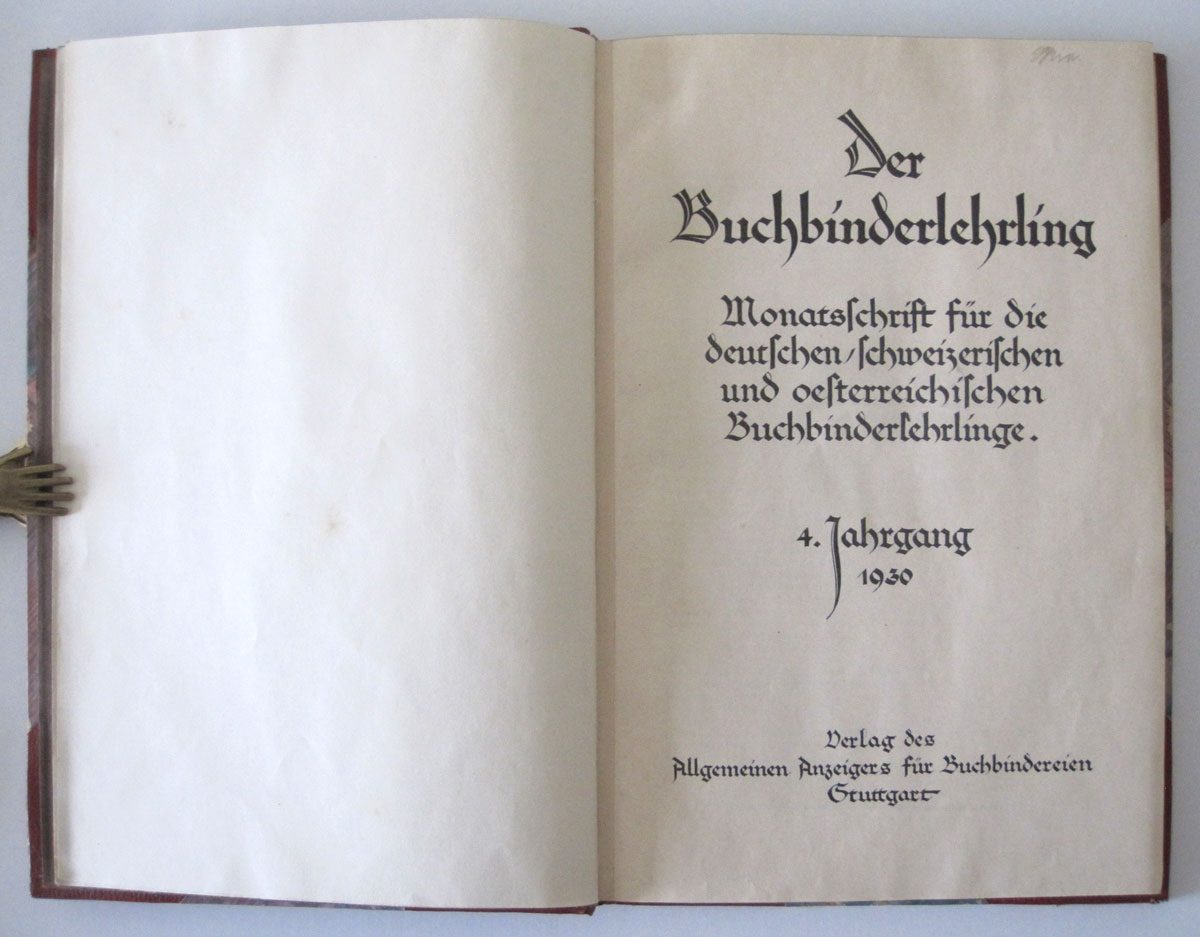 Der
Buchbinderlehrling
Monatsſchrift für die
deutſchen/ſchweizeriſchen
und oeſterreichiſchen
Buchbinderlehrlinge.
4. Jahrgang
1930
Verlag des
Allgemeinen Anzeigers für Buchbindereien
Stuttgart